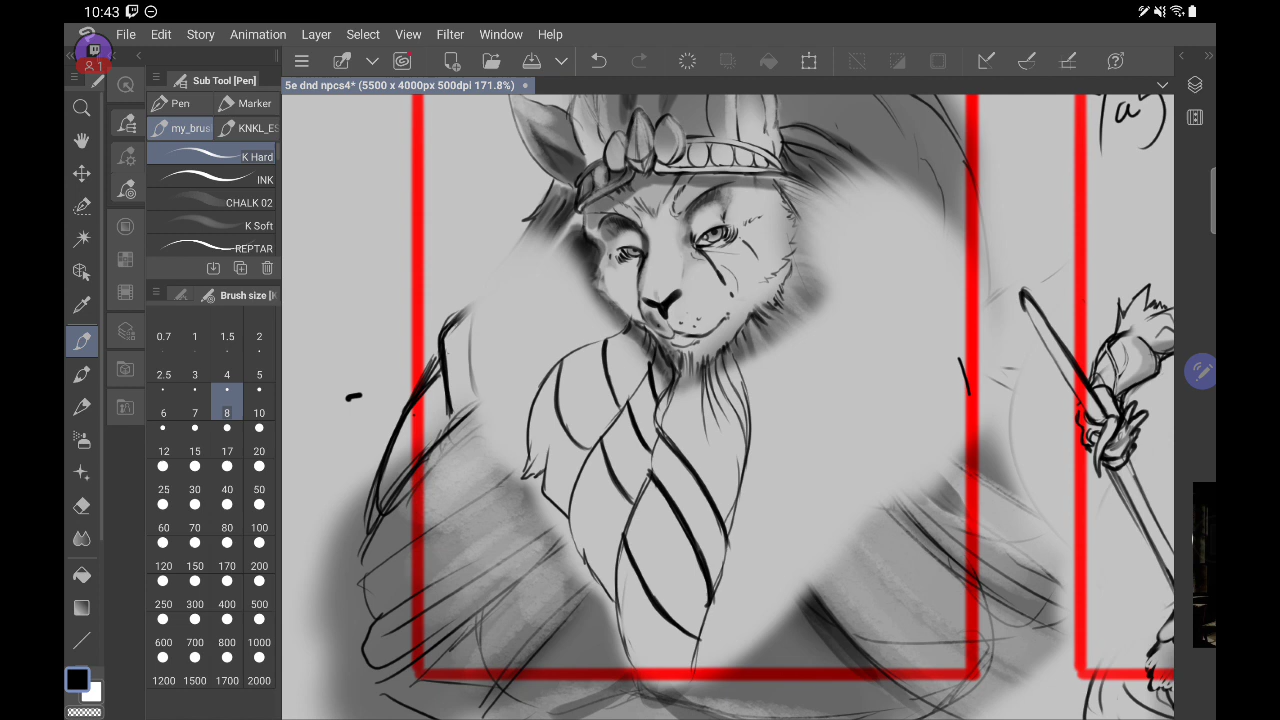 10:43
File Edit Story Animation Layer Select View Filter Window Help
1
Sub Tool [Pen]
5e dnd npcs4* (5500 x 4000px 500dpi 171.8%)
Pen Marker
my_brus KNKL_ES
K Hard
INK
CHALK 02
K Soft
REPTAR
Brush size [K
0.7 1 1.5 2
2.5 3 4 5
6 7 8 10
12 15 17 20
25 30 40 50
60 70 80 100
120 150 170 200
250 300 400 500
600 700 800 1000
1200 1500 1700 2000